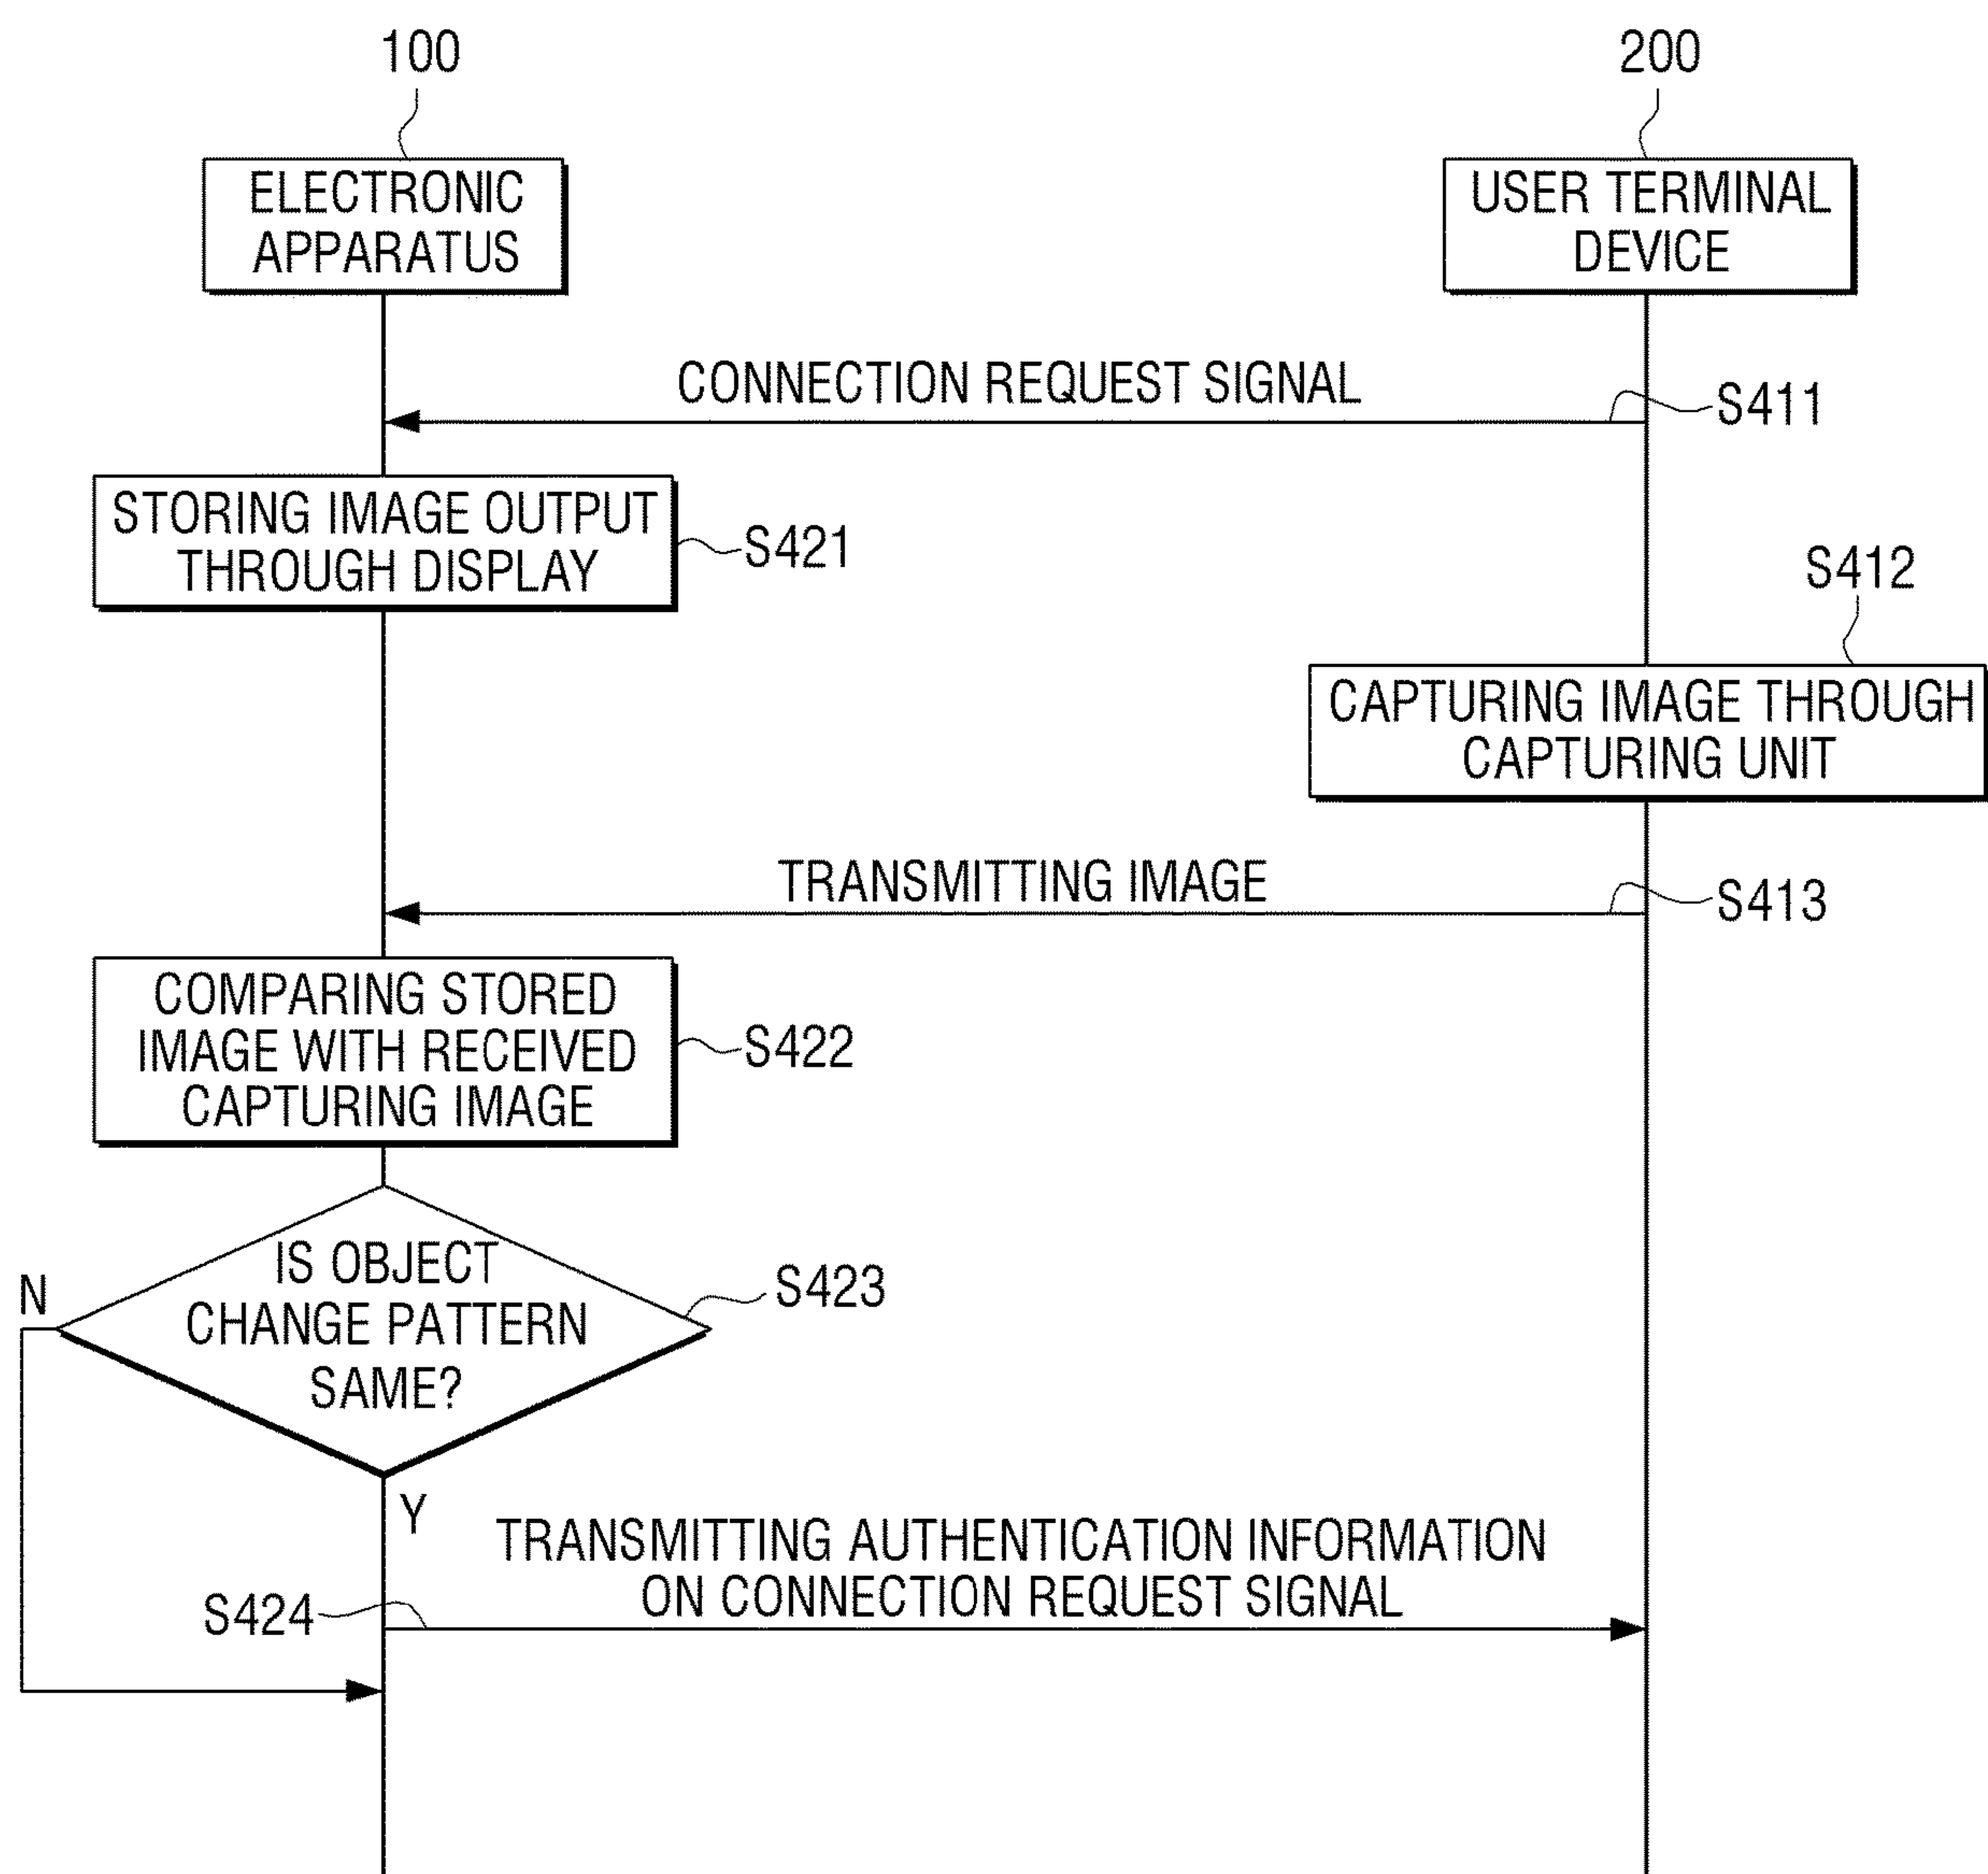 100
200
ELECTRONIC
APPARATUS
USER TERMINAL
DEVICE
CONNECTION REQUEST SIGNAL
S411
STORING IMAGE OUTPUT
THROUGH DISPLAY
S421
S412
CAPTURING IMAGE THROUGH
CAPTURING UNIT
TRANSMITTING IMAGE
S413
COMPARING STORED
IMAGE WITH RECEIVED
CAPTURING IMAGE
S422
IS OBJECT
CHANGE PATTERN
SAME?
S423
N
Y
TRANSMITTING AUTHENTICATION INFORMATION
ON CONNECTION REQUEST SIGNAL
S424